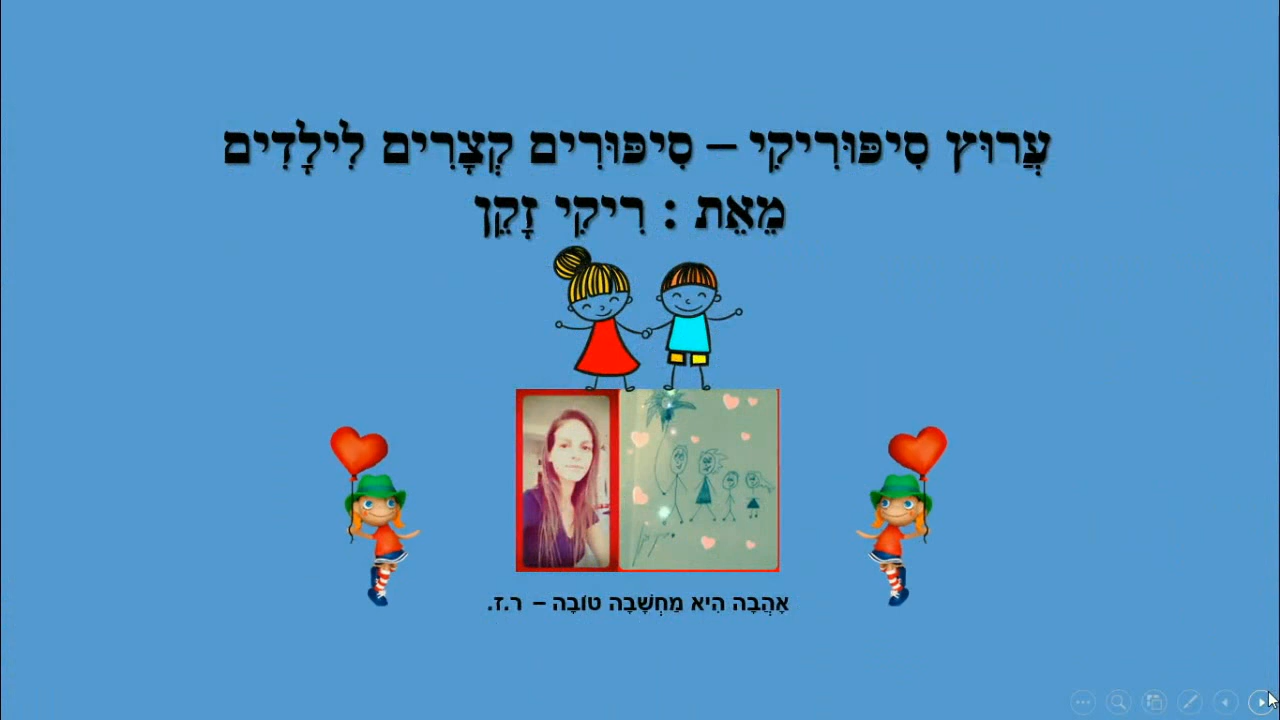 עֲרוּץ סִיפּוּרִיקִי – סִיפּוּרִים קְצָרִים לִילָדִים
מֵאֵת : רִיקִי זָקֵן
אָהֲבָה הִיא מַחְשָׁבָה טוֹבָה – ר.ז.